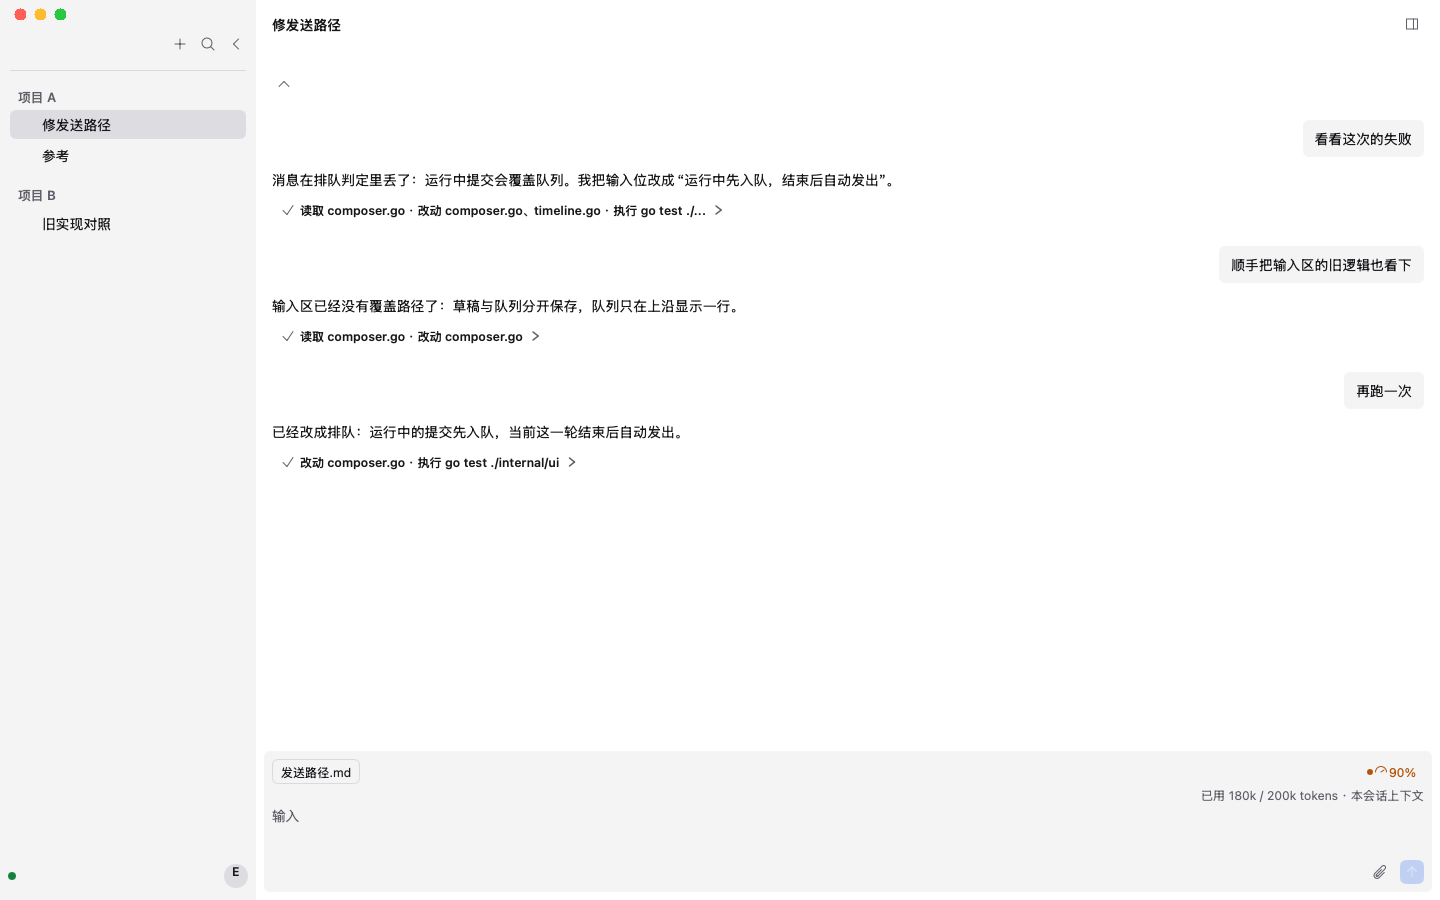 修发送路径
项目 A
修发送路径
参考
项目 B
旧实现对照
看看这次的失败
消息在排队判定里丢了：运行中提交会覆盖队列。我把输入位改成“运行中先入队，结束后自动发出”。
读取 composer.go · 改动 composer.go、timeline.go · 执行 go test ./...
顺手把输入区的旧逻辑也看下
输入区已经没有覆盖路径了：草稿与队列分开保存，队列只在上沿显示一行。
读取 composer.go · 改动 composer.go
再跑一次
已经改成排队：运行中的提交先入队，当前这一轮结束后自动发出。
改动 composer.go · 执行 go test ./internal/ui
发送路径.md
90%
已用 180k / 200k tokens · 本会话上下文
输入
E